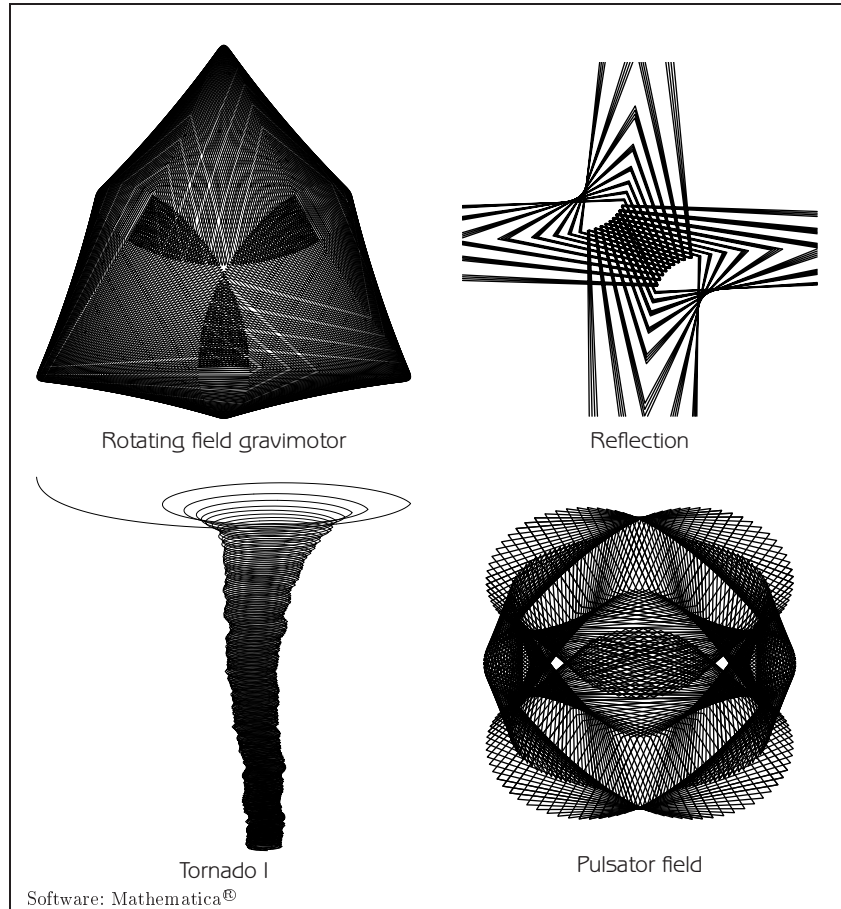 Rotating field gravimotor
Reflection
Tornado I
Pulsator field
Software: Mathematica®